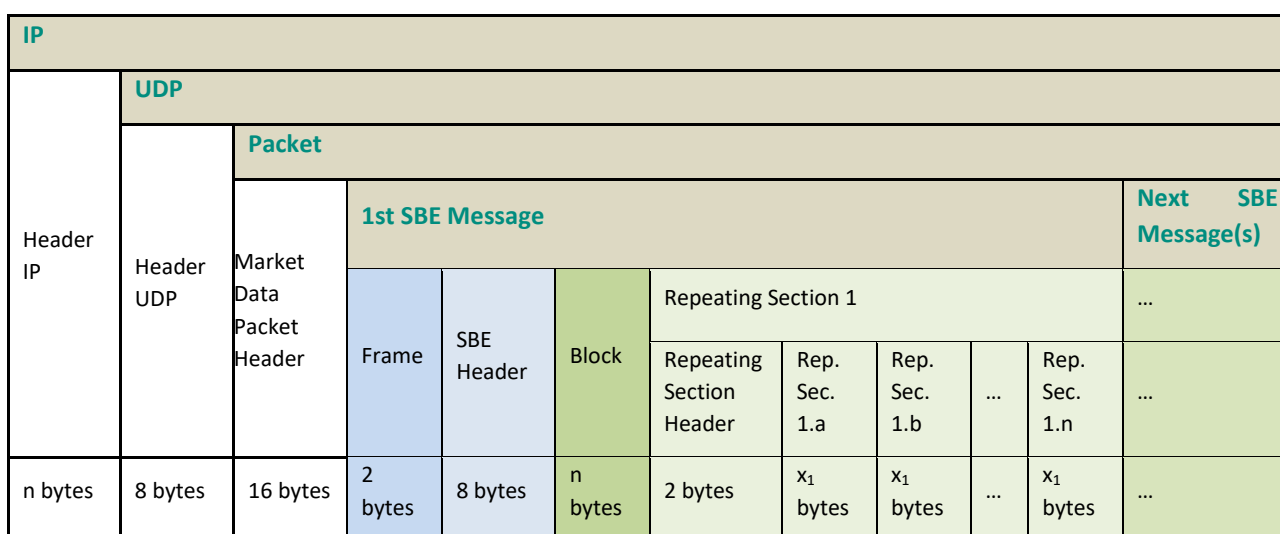 IP
UDP
Packet
Header
IP
Header
UDP
Market
Data
Packet
Header
1st SBE Message
Next SBE
Message(s)
Frame
SBE
Header
Block
Repeating Section 1
…
Repeating
Section
Header
Rep.
Sec.
1.a
Rep.
Sec.
1.b
…
Rep.
Sec.
1.n
…
n bytes
8 bytes
16 bytes
2
bytes
8 bytes
n
bytes
2 bytes
x₁
bytes
x₁
bytes
…
x₁
bytes
…